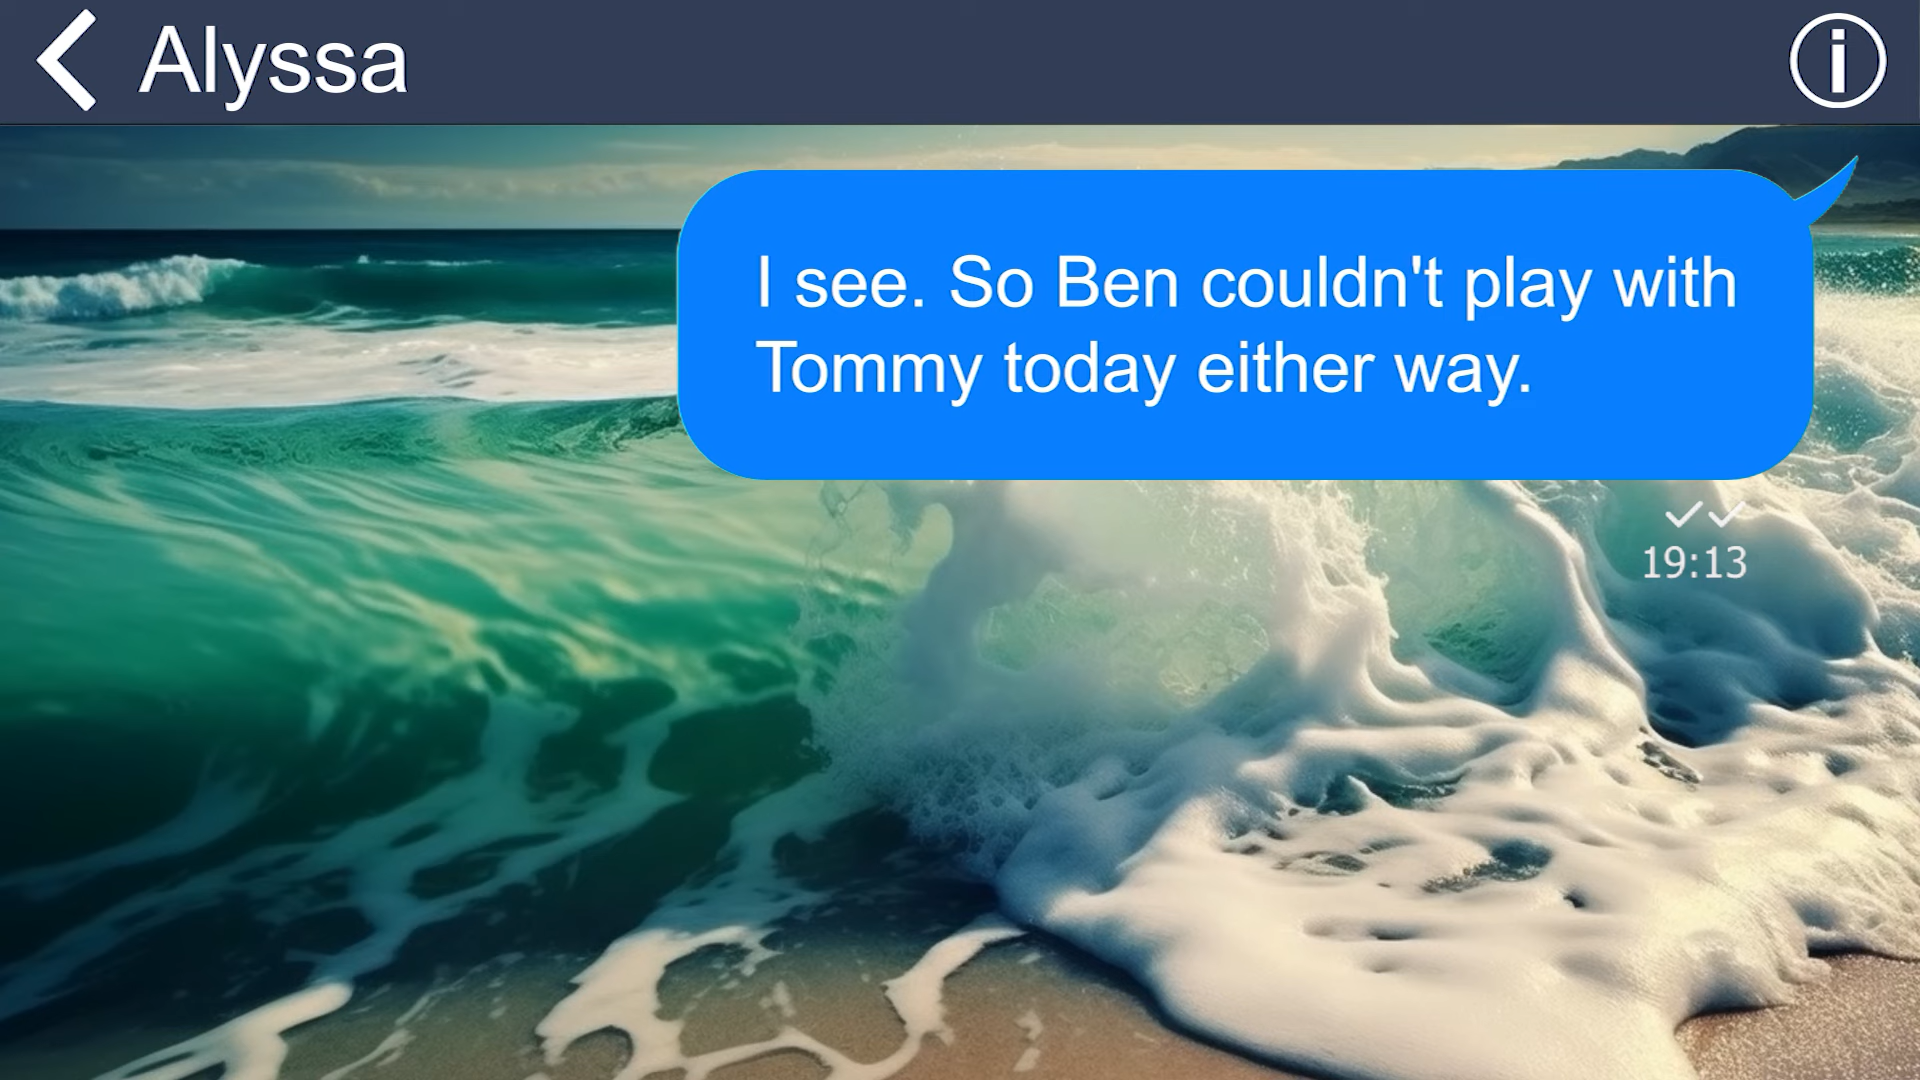 Alyssa
I see. So Ben couldn't play with
Tommy today either way.
19:13